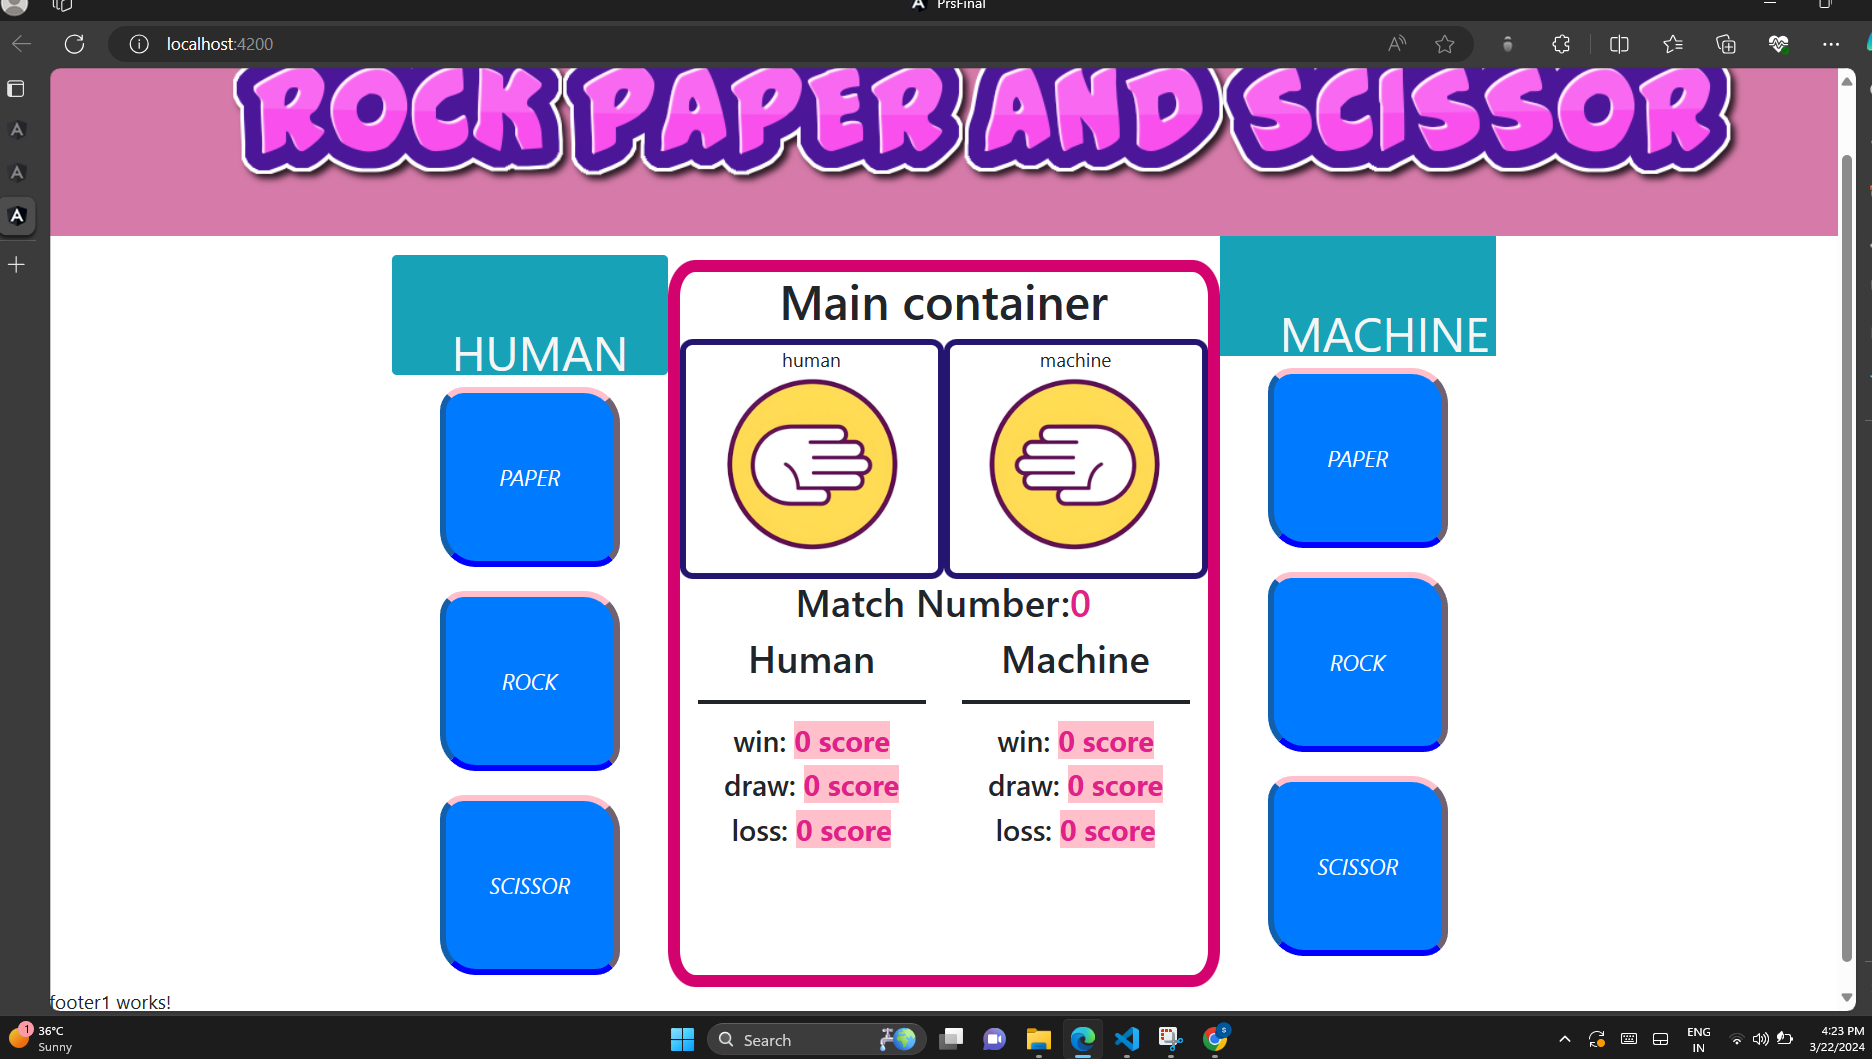 PrsFinal
localhost:4200
ROCK PAPER AND SCISSOR
HUMAN
PAPER
ROCK
SCISSOR
Main container
human
machine
Match Number:0
Human
win: 0 score
draw: 0 score
loss: 0 score
Machine
win: 0 score
draw: 0 score
loss: 0 score
MACHINE
PAPER
ROCK
SCISSOR
footer1 works!
1
36°C
Sunny
Search
S
ENG
IN
4:23 PM
3/22/2024